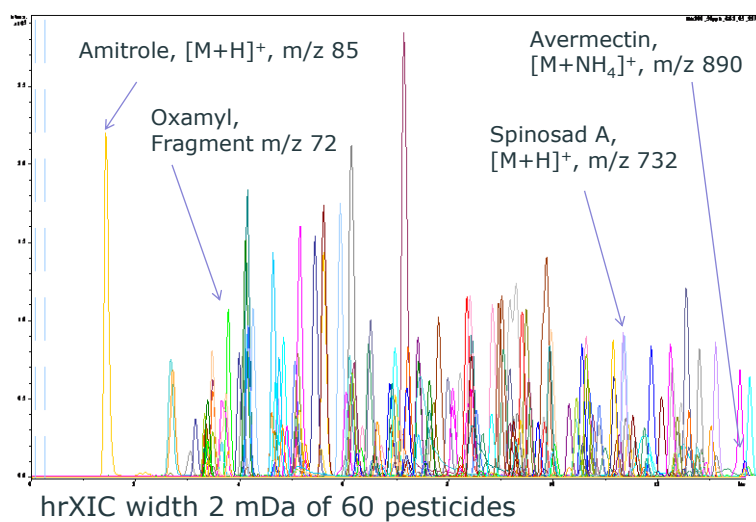 Amitrole, [M+H]⁺, m/z 85
Avermectin,
[M+NH₄]⁺, m/z 890
Oxamyl,
Fragment m/z 72
Spinosad A,
[M+H]⁺, m/z 732
hrXIC width 2 mDa of 60 pesticides